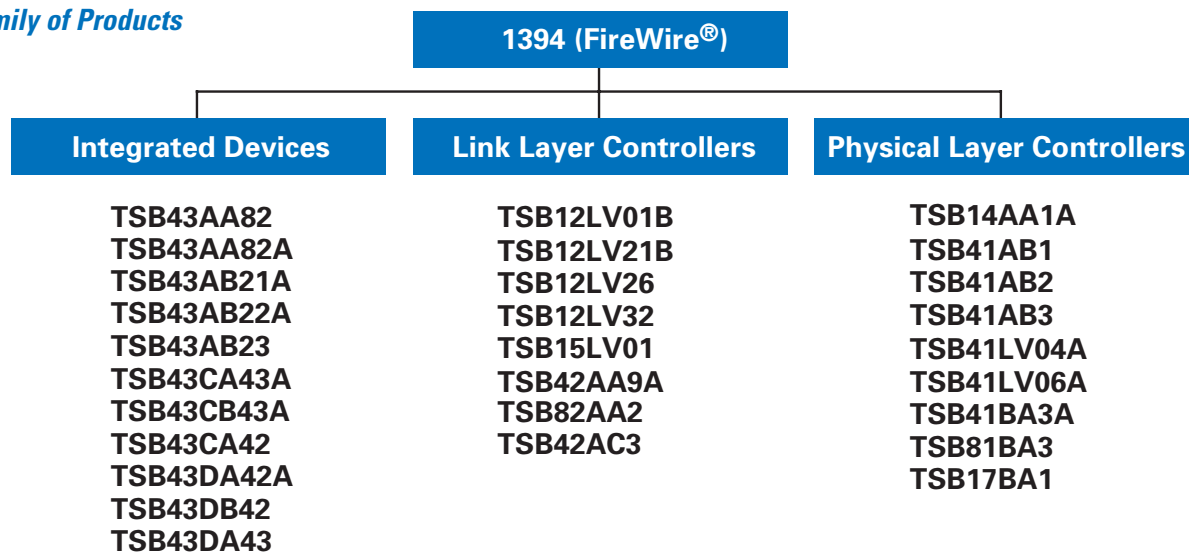 of Products
1394 (FireWire®)
Integrated Devices
TSB43AA82
TSB43AA82A
TSB43AB21A
TSB43AB22A
TSB43AB23
TSB43CA43A
TSB43CB43A
TSB43CA42
TSB43DA42A
TSB43DB42
TSB43DA43
Link Layer Controllers
TSB12LV01B
TSB12LV21B
TSB12LV26
TSB12LV32
TSB15LV01
TSB42AA9A
TSB82AA2
TSB42AC3
Physical Layer Controllers
TSB14AA1A
TSB41AB1
TSB41AB2
TSB41AB3
TSB41LV04A
TSB41LV06A
TSB41BA3A
TSB81BA3
TSB17BA1